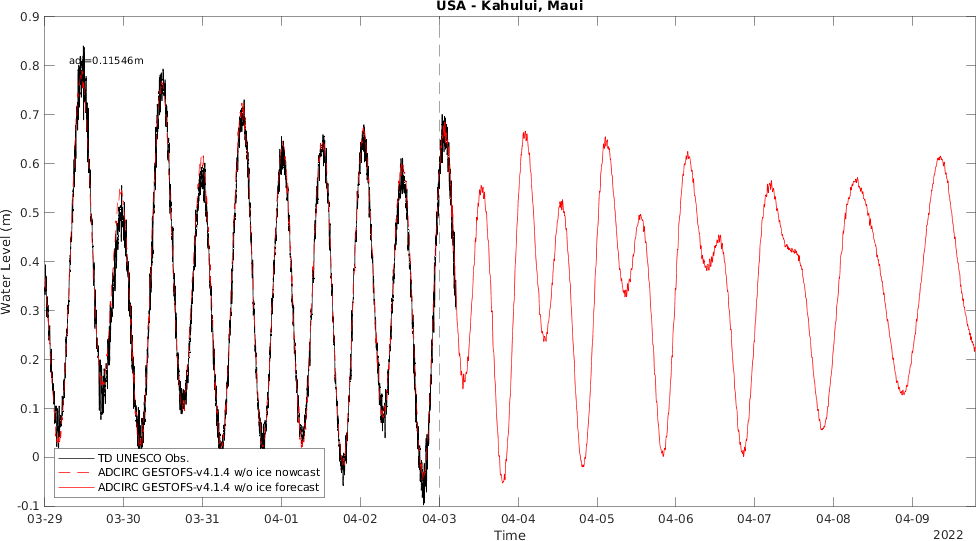 USA - Kahului, Maui
0.9
0.8
0.7
0.6
0.5
0.4
0.3
0.2
0.1
0
-0.1
Water Level (m)
=0.11546m
TD UNESCO Obs.
ADCIRC GESTOFS-v4.1.4 w/o ice nowcast
ADCIRC GESTOFS-v4.1.4 w/o ice forecast
03-29 03-30 03-31 04-01 04-02 04-03 04-04 04-05 04-06 04-07 04-08 04-09
Time
2022